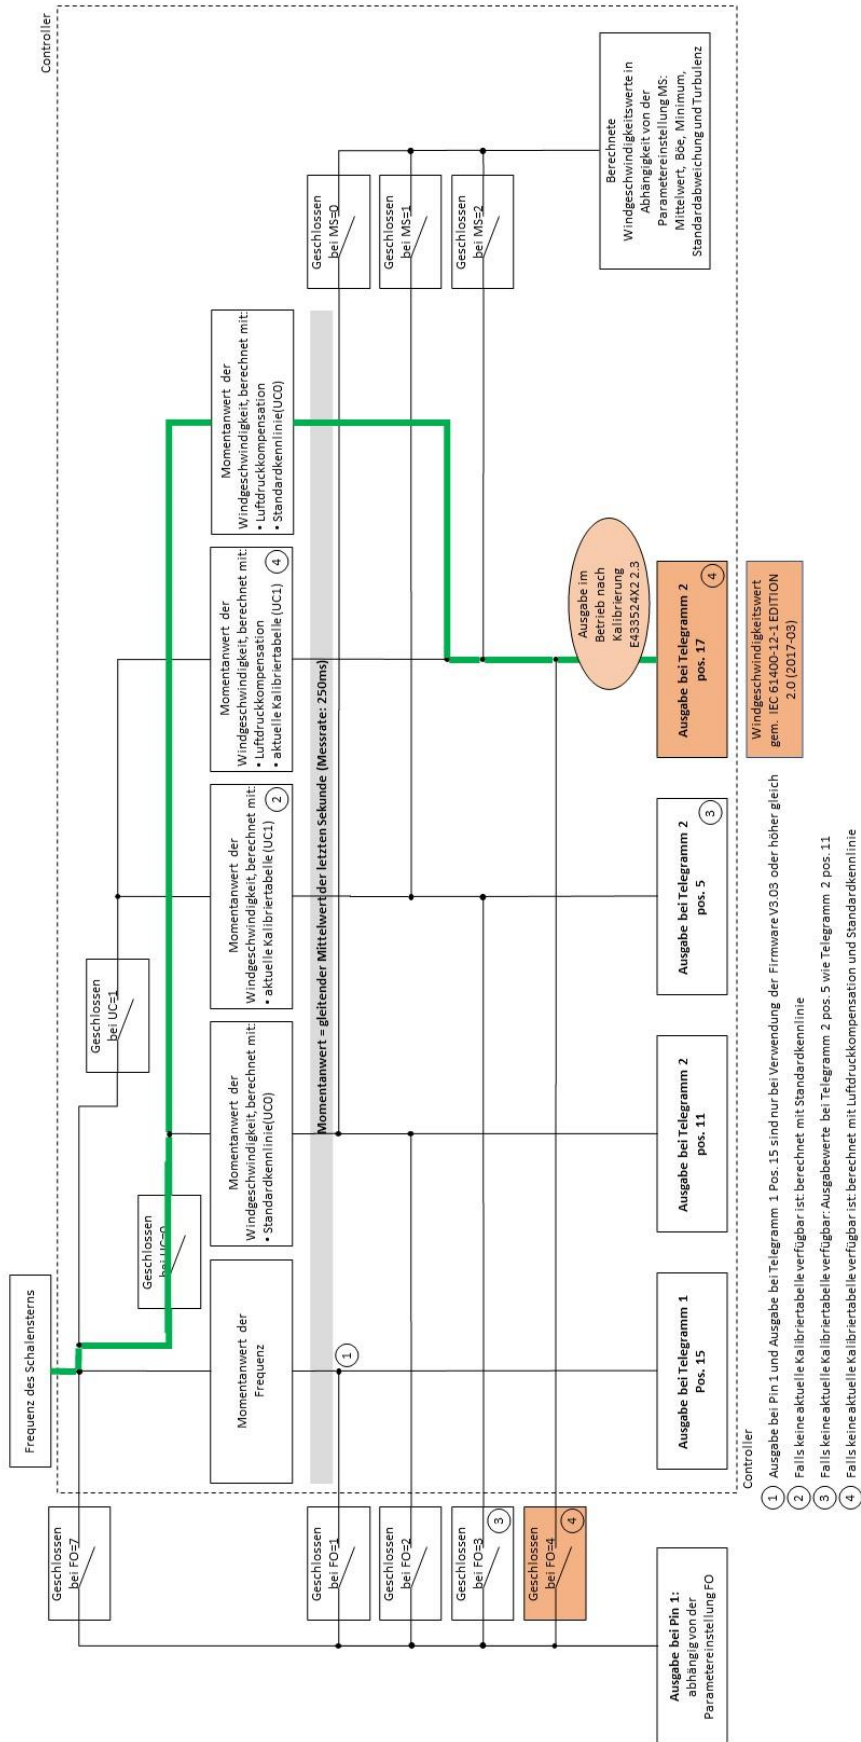 Frequenz des Schalensterns
Controller
Geschlossen
bei FO=7
Geschlossen
bei UC=0
Geschlossen
bei UC=1
Momentanwert der
Frequenz
Momentanwert der
Windgeschwindigkeit, berechnet mit:
• Standardkennlinie(UC0)
Momentanwert der
Windgeschwindigkeit, berechnet mit:
• aktuelle Kalibriertabelle (UC1)
2
Momentanwert der
Windgeschwindigkeit, berechnet mit:
• Luftdruckkompensation
• aktuelle Kalibriertabelle (UC1)
4
Momentanwert der
Windgeschwindigkeit, berechnet mit:
• Luftdruckkompensation
• Standardkennlinie(UC0)
Momentanwert = gleitender Mittelwert der letzten Sekunde (Messrate: 250ms)
Geschlossen
bei FO=1
1
Geschlossen
bei MS=0
Geschlossen
bei FO=2
Geschlossen
bei MS=1
Geschlossen
bei FO=3
3
Geschlossen
bei MS=2
Geschlossen
bei FO=4
4
Ausgabe im
Betrieb nach
Kalibrierung
E433524X2 2.3
Berechnete
Windgeschwindigkeitswerte in
Abhängigkeit von der
Parametereinstellung MS:
Mittelwert, Böe, Minimum,
Standardabweichung und Turbulenz
Ausgabe bei Pin 1:
abhängig von der
Parametereinstellung FO
Ausgabe bei Telegramm 1
Pos. 15
Ausgabe bei Telegramm 2
pos. 11
Ausgabe bei Telegramm 2
pos. 5
3
Ausgabe bei Telegramm 2
pos. 17
4
Controller
Windgeschwindigkeitswert
gem. IEC 61400-12-1 EDITION
2.0 (2017-03)
1 Ausgabe bei Pin 1 und Ausgabe bei Telegramm 1 Pos. 15 sind nur bei Verwendung der Firmware V3.03 oder höher gleich
2 Falls keine aktuelle Kalibriertabelle verfügbar ist: berechnet mit Standardkennlinie
3 Falls keine aktuelle Kalibriertabelle verfügbar: Ausgabewerte bei Telegramm 2 pos. 5 wie Telegramm 2 pos. 11
4 Falls keine aktuelle Kalibriertabelle verfügbar ist: berechnet mit Luftdruckkompensation und Standardkennlinie